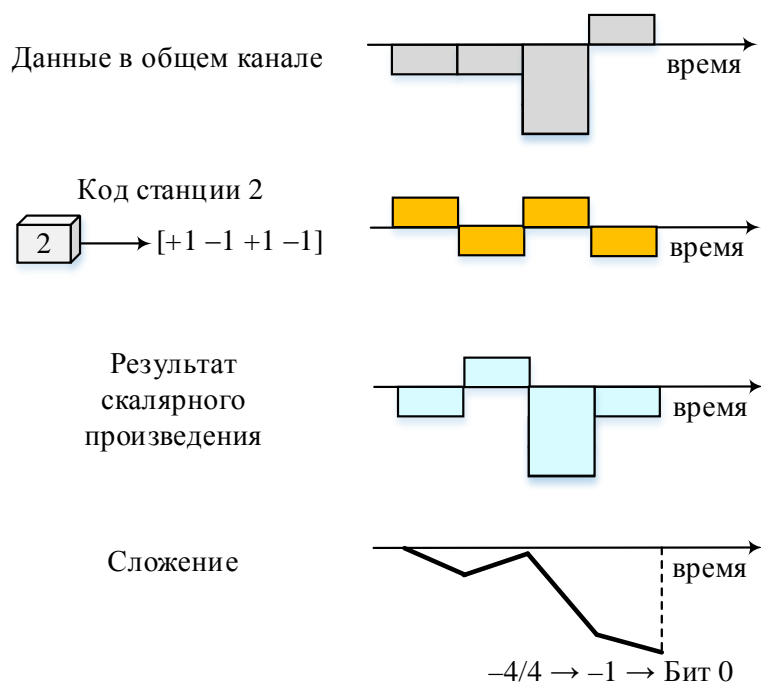 Данные в общем канале
время
Код станции 2
2
[+1 –1 +1 –1]
время
Результат
скалярного
произведения
время
Сложение
время
–4/4 → –1 → Бит 0